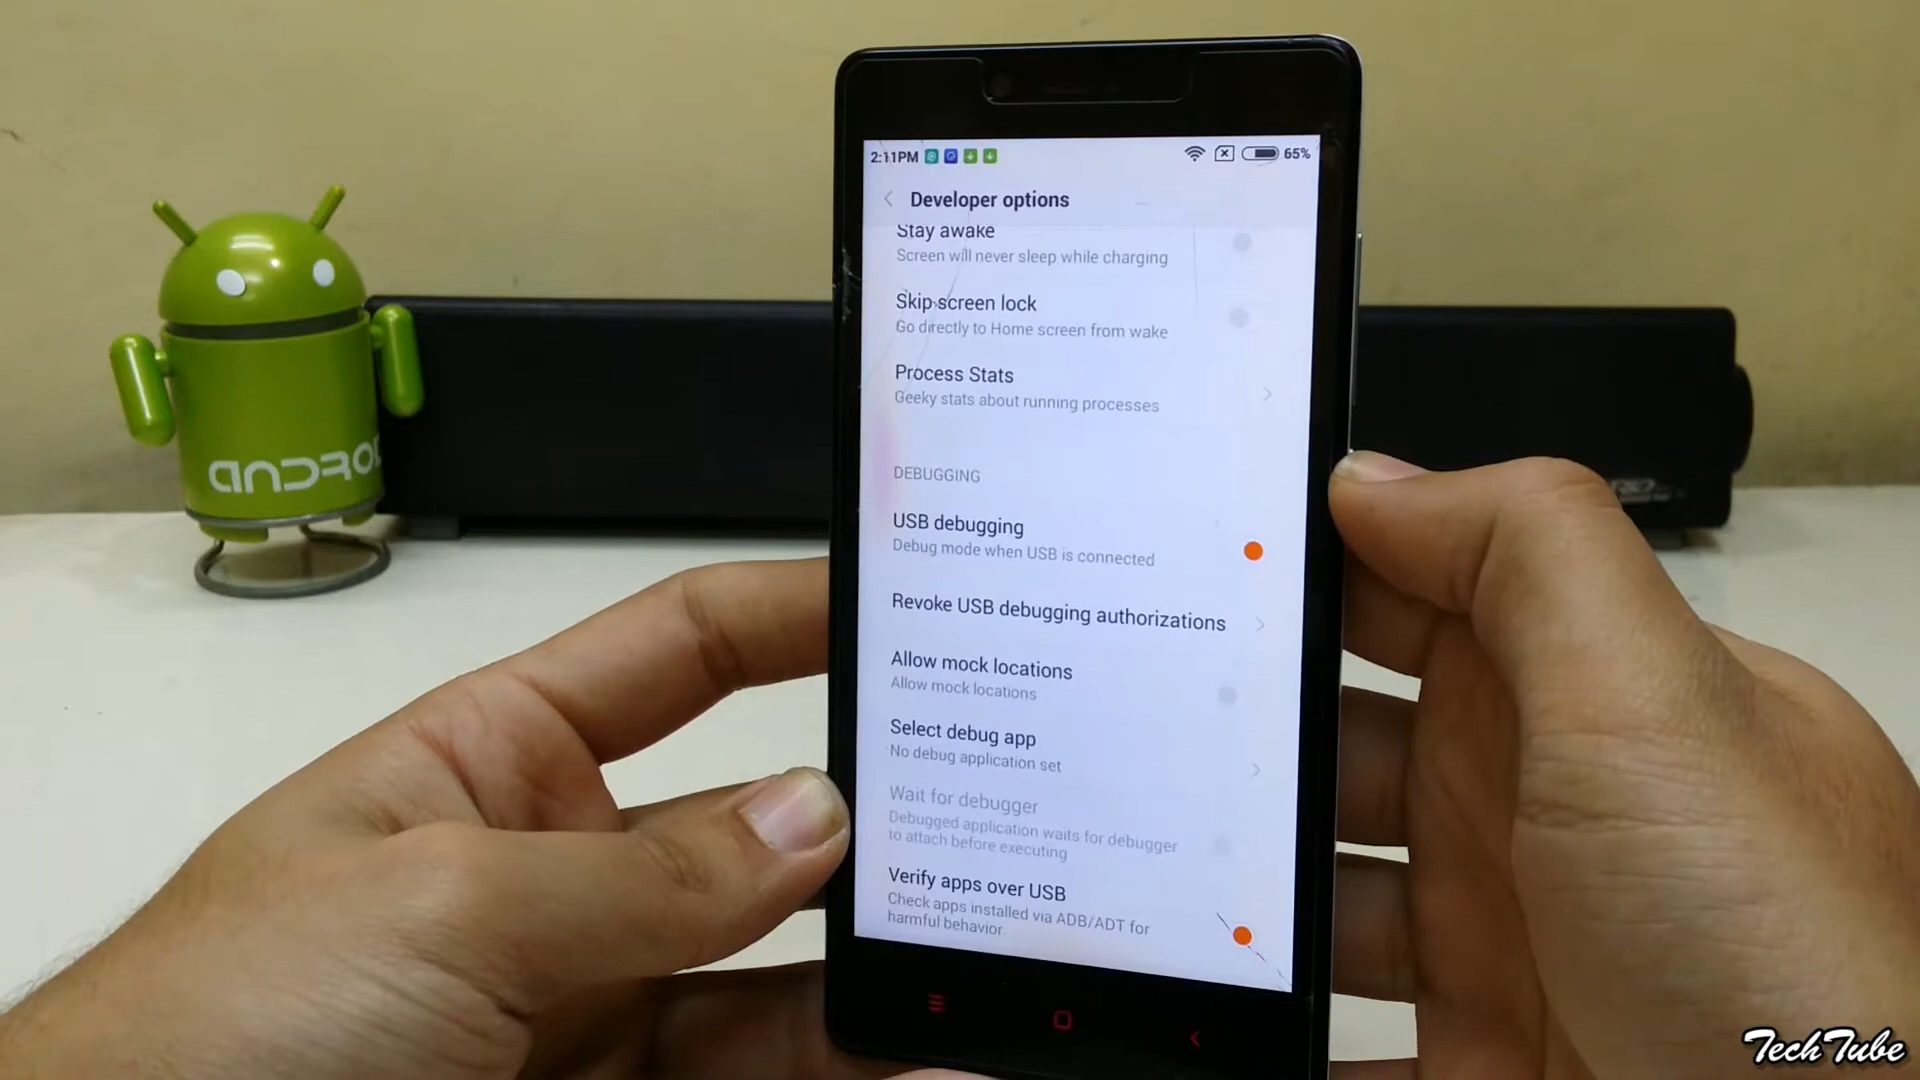 2:11PM
65%
Developer options
Stay awake
Screen will never sleep while charging
Skip screen lock
Go directly to Home screen from wake
Process Stats
Geeky stats about running processes
DEBUGGING
USB debugging
Debug mode when USB is connected
Revoke USB debugging authorizations
Allow mock locations
Allow mock locations
Select debug app
No debug application set
Wait for debugger
Debugged application waits for debugger
to attach before executing
Verify apps over USB
Check apps installed via ADB/ADT for
harmful behavior.
ANDRO
TechTube